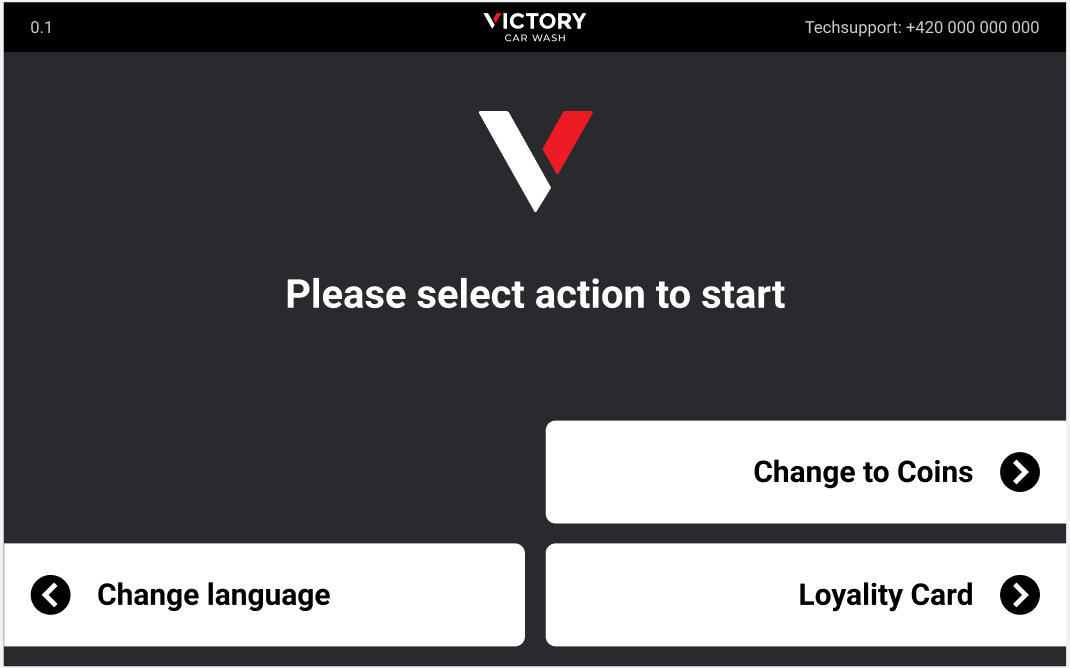 0.1
VICTORY
CAR WASH
Techsupport: +420 000 000 000
Please select action to start
Change to Coins
Change language
Loyality Card